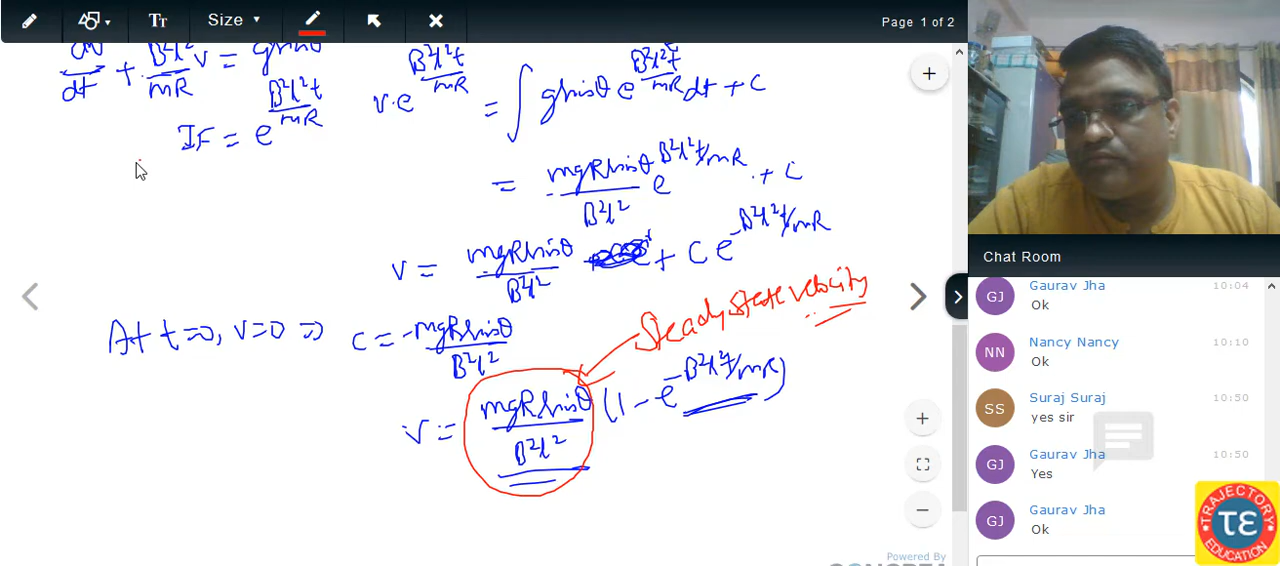 Size
Page 1 of 2
dv/dt + B²l²/mR v = g sinθ
IF = e^(B²l²t/mR)
v.e^(B²l²t/mR) = ∫ g sinθ e^(B²l²t/mR) dt + C
= mgR sinθ/B²l² e^(B²l²t/mR) + C
v = mgR sinθ/B²l² + C e^(-B²l²t/mR)
Steady state velocity
At t=0, v=0 ⇒ C = -mgR sinθ/B²l²
v = mgR sinθ/B²l² (1 - e^(-B²l²t/mR))
Chat Room
GJ
Gaurav Jha 10:04
Ok
NN
Nancy Nancy 10:10
Ok
SS
Suraj Suraj 10:50
yes sir
GJ
Gaurav Jha 10:50
Yes
GJ
Gaurav Jha
Ok
TRAJECTORY
TE
EDUCATION
Powered By